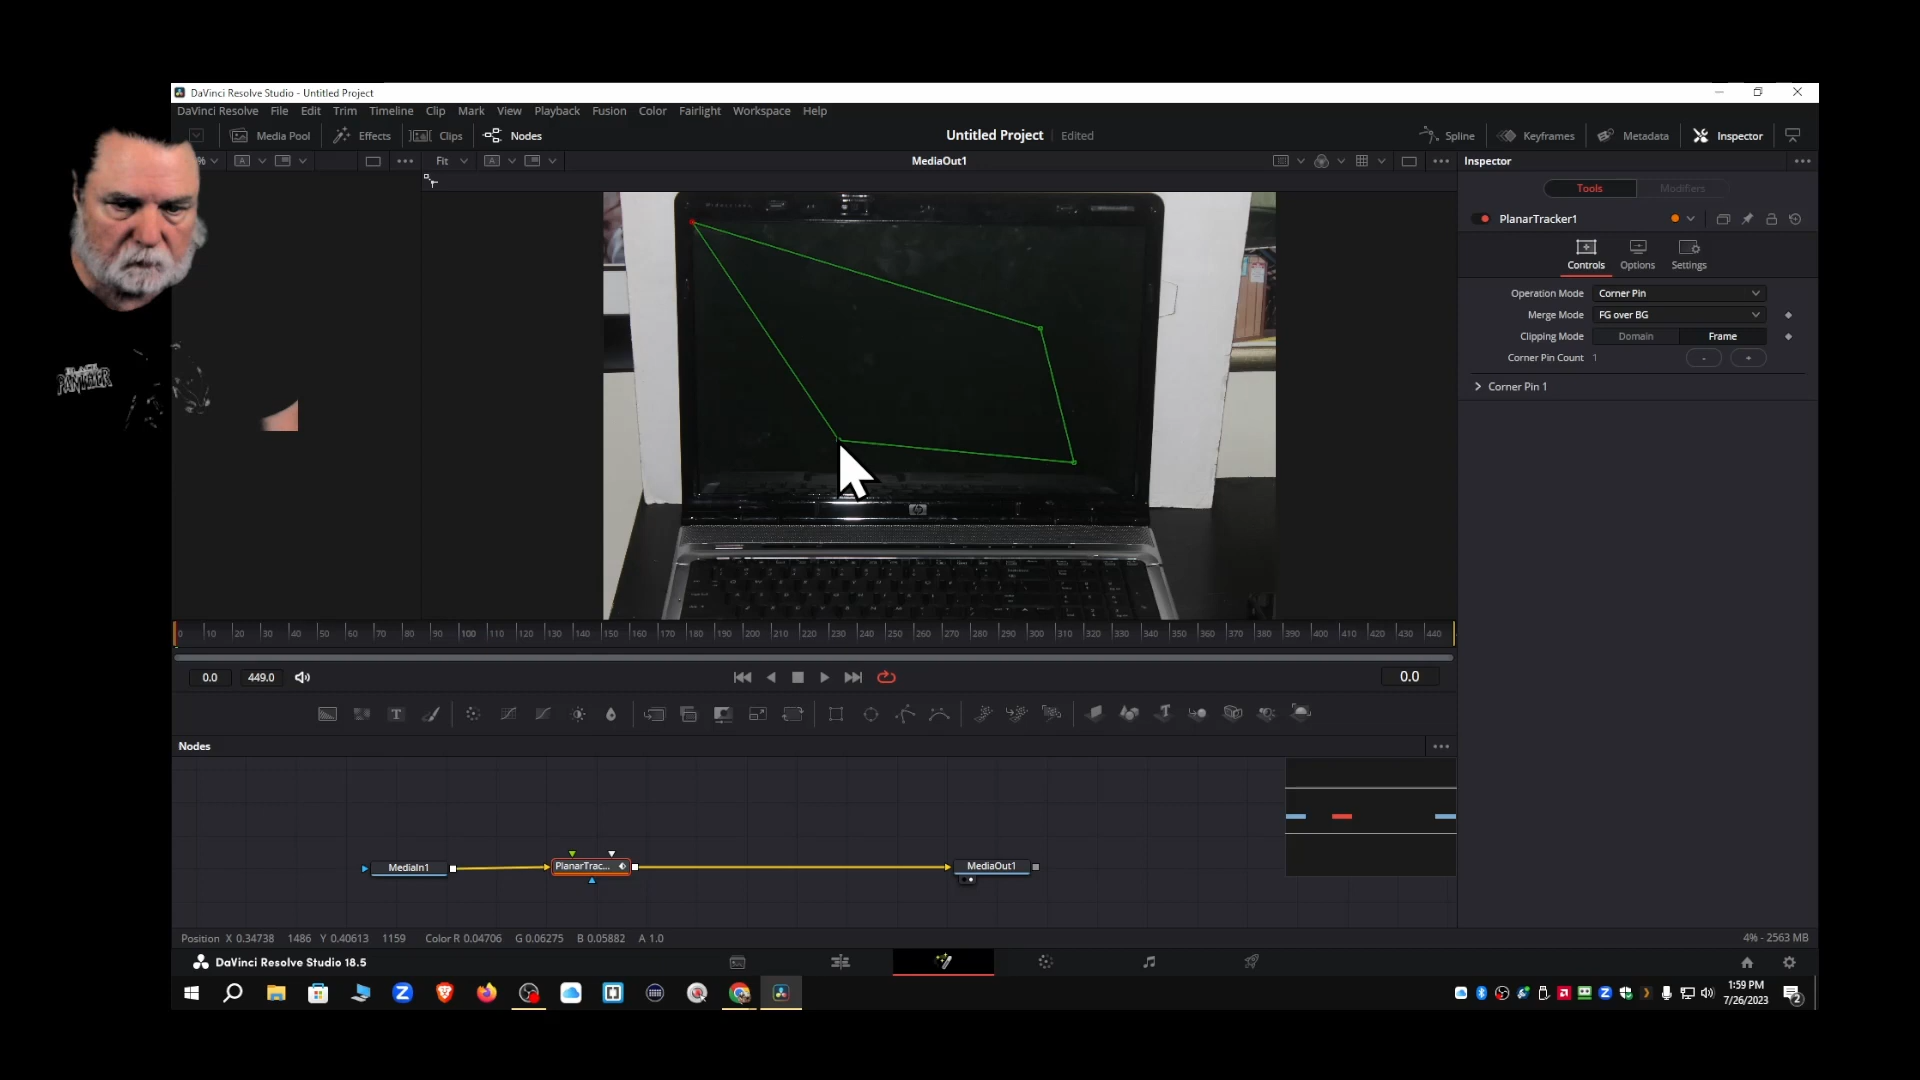 DaVinci Resolve Studio - Untitled Project
DaVinci Resolve File Edit Trim Timeline Clip Mark View Playback Fusion Color Fairlight Workspace Help
Media Pool Effects Clips Nodes Untitled Project Edited Spline Keyframes Metadata Inspector
% Fit MediaOut1 Inspector
Tools Modifiers
PlanarTracker1
Controls Options Settings
Operation Mode Corner Pin
Merge Mode FG over BG
Clipping Mode Domain Frame
Corner Pin Count 1
Corner Pin 1
PANTHER
hp
0 10 20 30 40 50 60 70 80 90 100 110 120 130 140 150 160 170 180 190 200 210 220 230 240 250 260 270 280 290 300 310 320 330 340 350 360 370 380 390 400 410 420 430 440
0.0 449.0 0.0
Nodes
MediaIn1 PlanarTrac... MediaOut1
Position X 0.34738 1486 Y 0.40613 1159 Color R 0.04706 G 0.06275 B 0.05882 A 1.0 4% - 2563 MB
DaVinci Resolve Studio 18.5
1:59 PM
7/26/2023
2